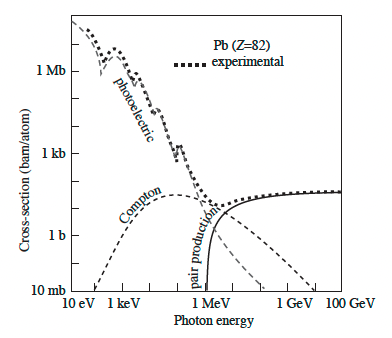 Pb (Z=82)
experimental
1 Mb
photoelectric
1 kb
Cross-section (barn/atom)
Compton
pair production
1 b
10 mb
10 eV 1 keV 1 MeV 1 GeV 100 GeV
Photon energy